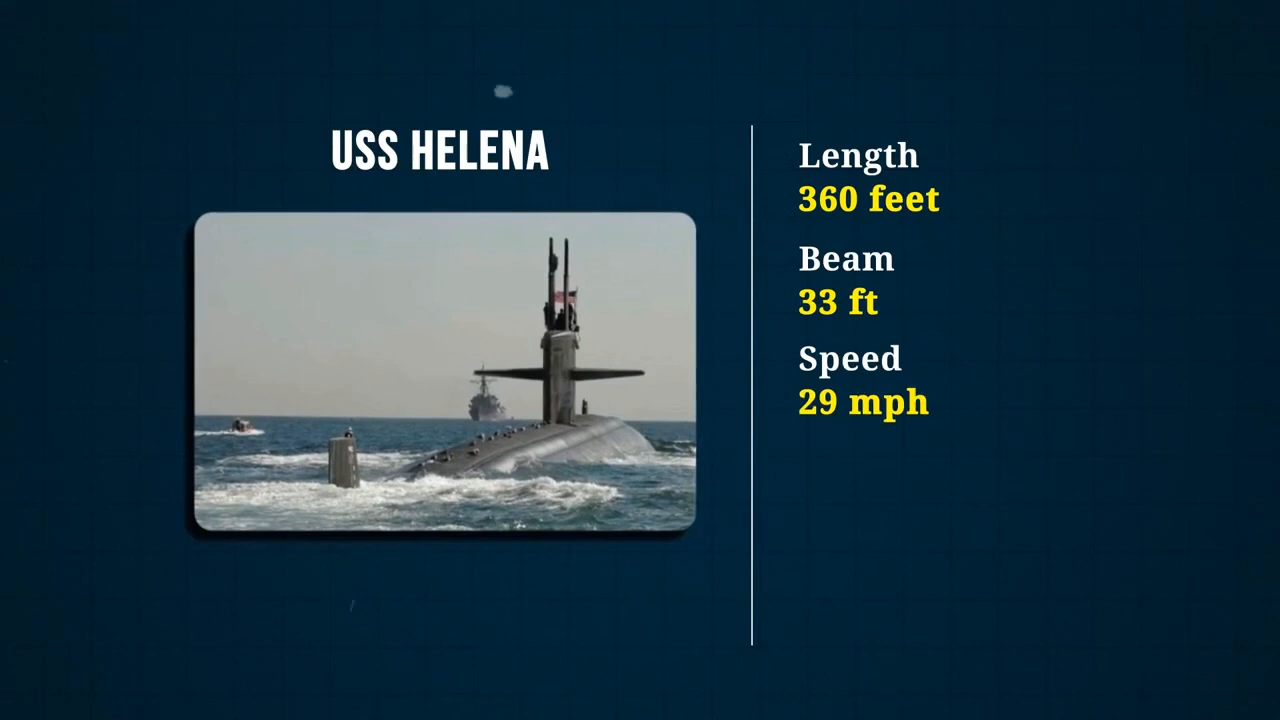 USS HELENA
Length
360 feet
Beam
33 ft
Speed
29 mph